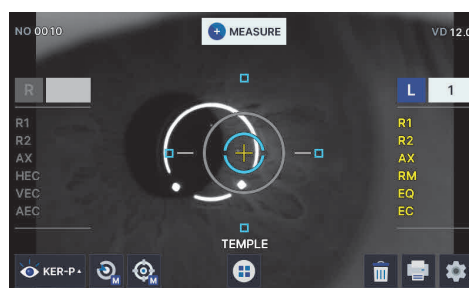 NO 0010
MEASURE
VD 12.0
R
L 1
R1
R2
AX
HEC
VEC
AEC
R1
R2
AX
RM
EQ
EC
TEMPLE
KER-P
M
M